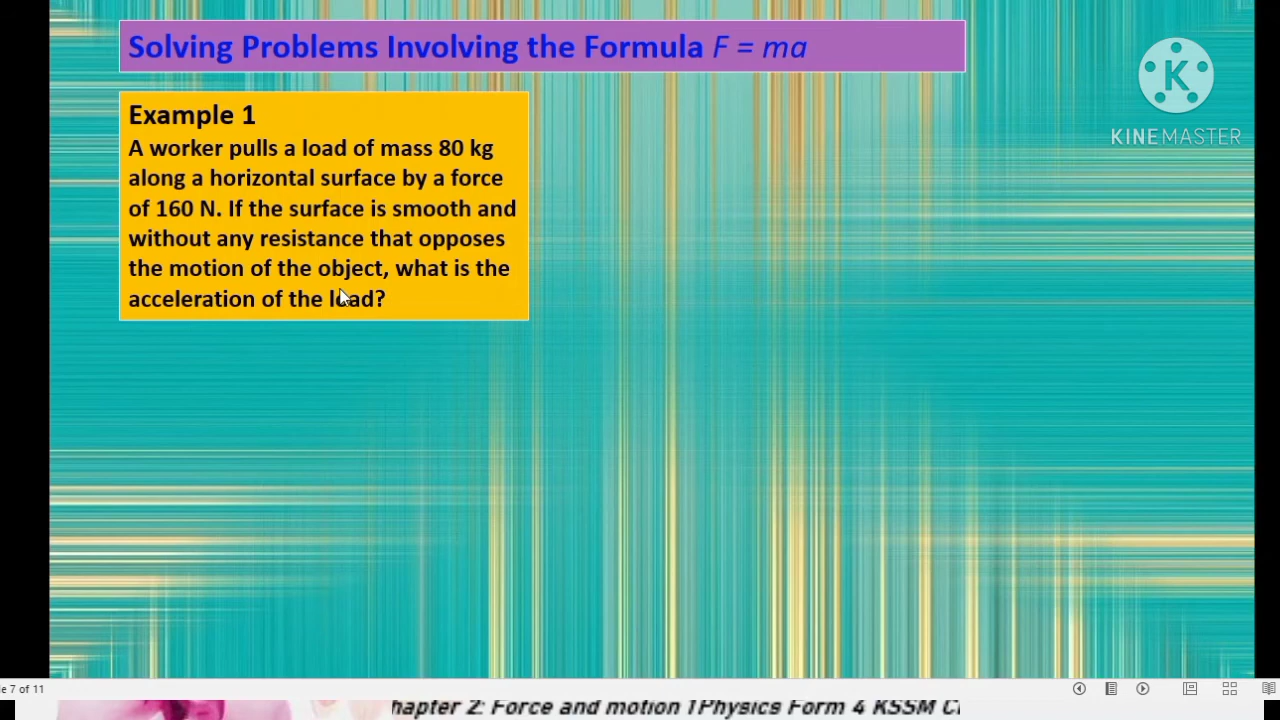 Solving Problems Involving the Formula F = ma
KINEMASTER
Example 1
A worker pulls a load of mass 80 kg
along a horizontal surface by a force
of 160 N. If the surface is smooth and
without any resistance that opposes
the motion of the object, what is the
acceleration of the load?
7 of 11
hapter 2: Force and motion 1Physics Form 4 KSSM